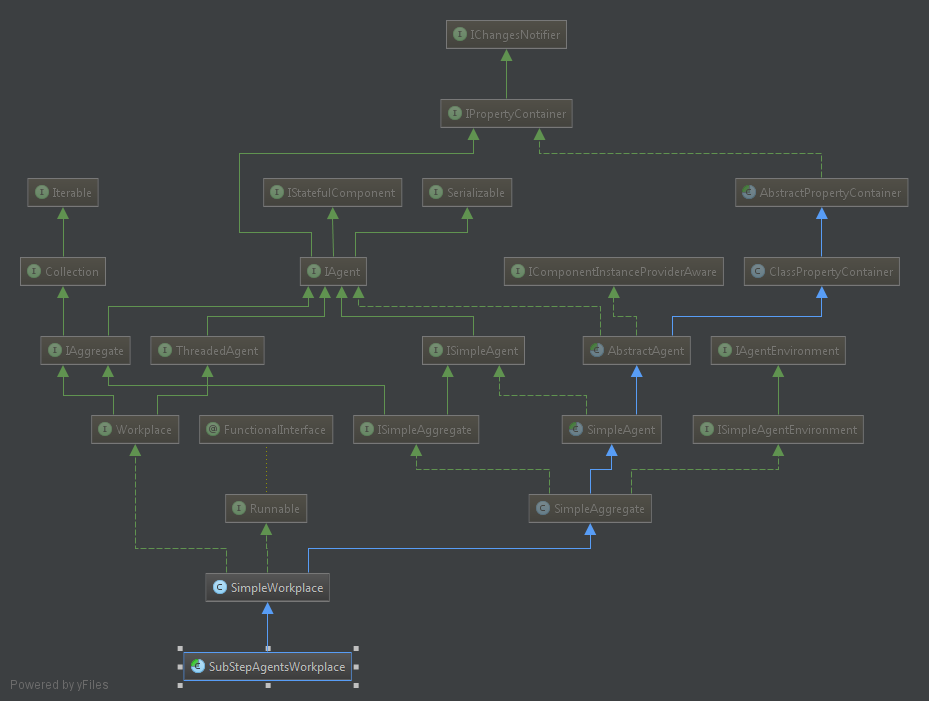 IChangesNotifier
IPropertyContainer
Iterable
IStatefulComponent
Serializable
AbstractPropertyContainer
Collection
IAgent
IComponentInstanceProviderAware
ClassPropertyContainer
IAggregate
ThreadedAgent
ISimpleAgent
AbstractAgent
IAgentEnvironment
Workplace
FunctionalInterface
ISimpleAggregate
SimpleAgent
ISimpleAgentEnvironment
Runnable
SimpleAggregate
SimpleWorkplace
SubStepAgentsWorkplace
Powered by yFiles